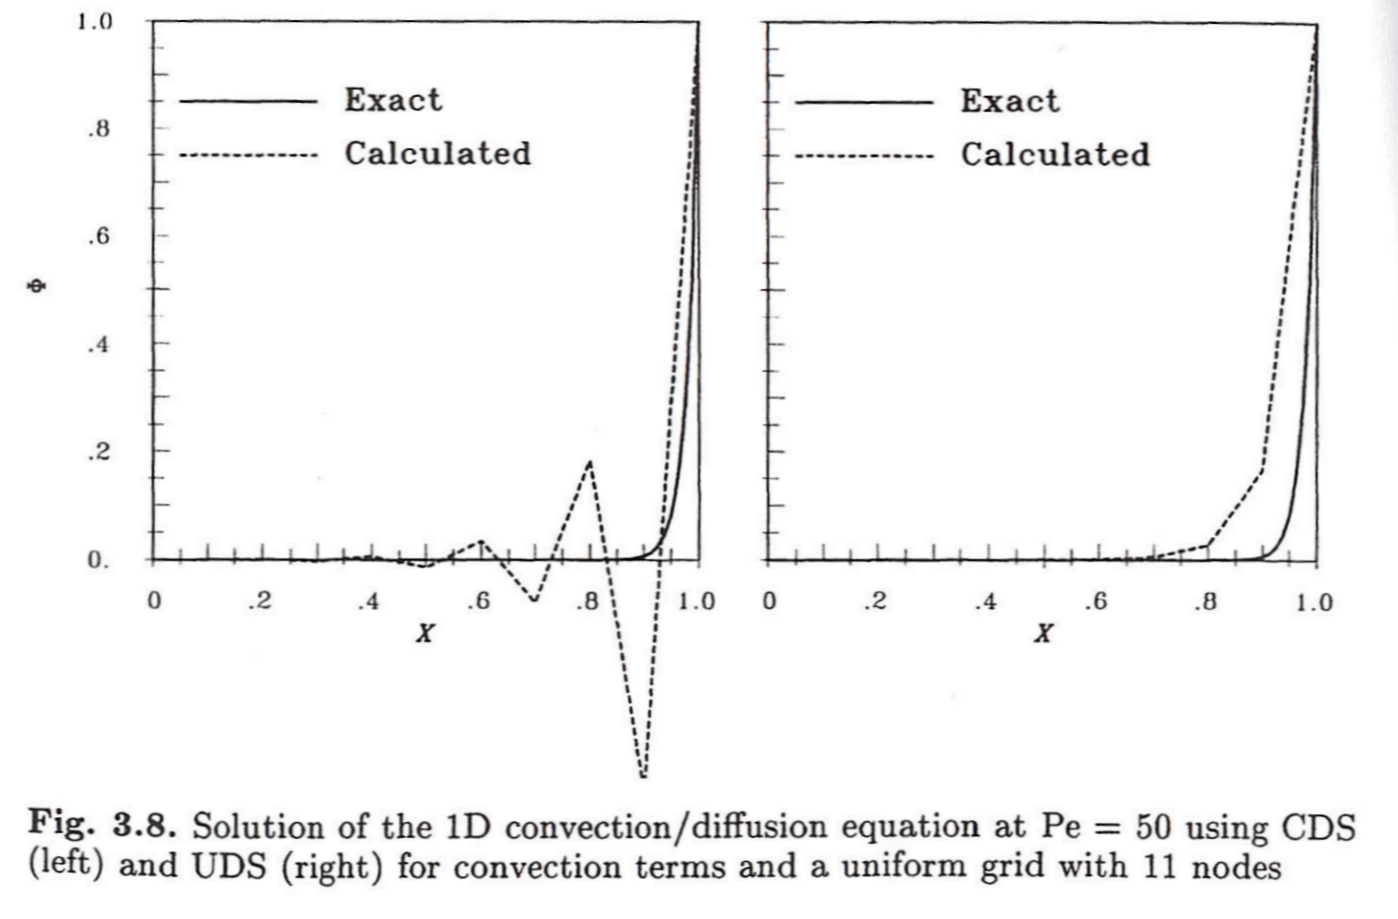 1.0
.8
.6
.4
.2
0.
Φ
Exact
Calculated
0 .2 .4 .6 .8 1.0
X
Exact
Calculated
0 .2 .4 .6 .8 1.0
X
Fig. 3.8. Solution of the 1D convection/diffusion equation at Pe = 50 using CDS
(left) and UDS (right) for convection terms and a uniform grid with 11 nodes